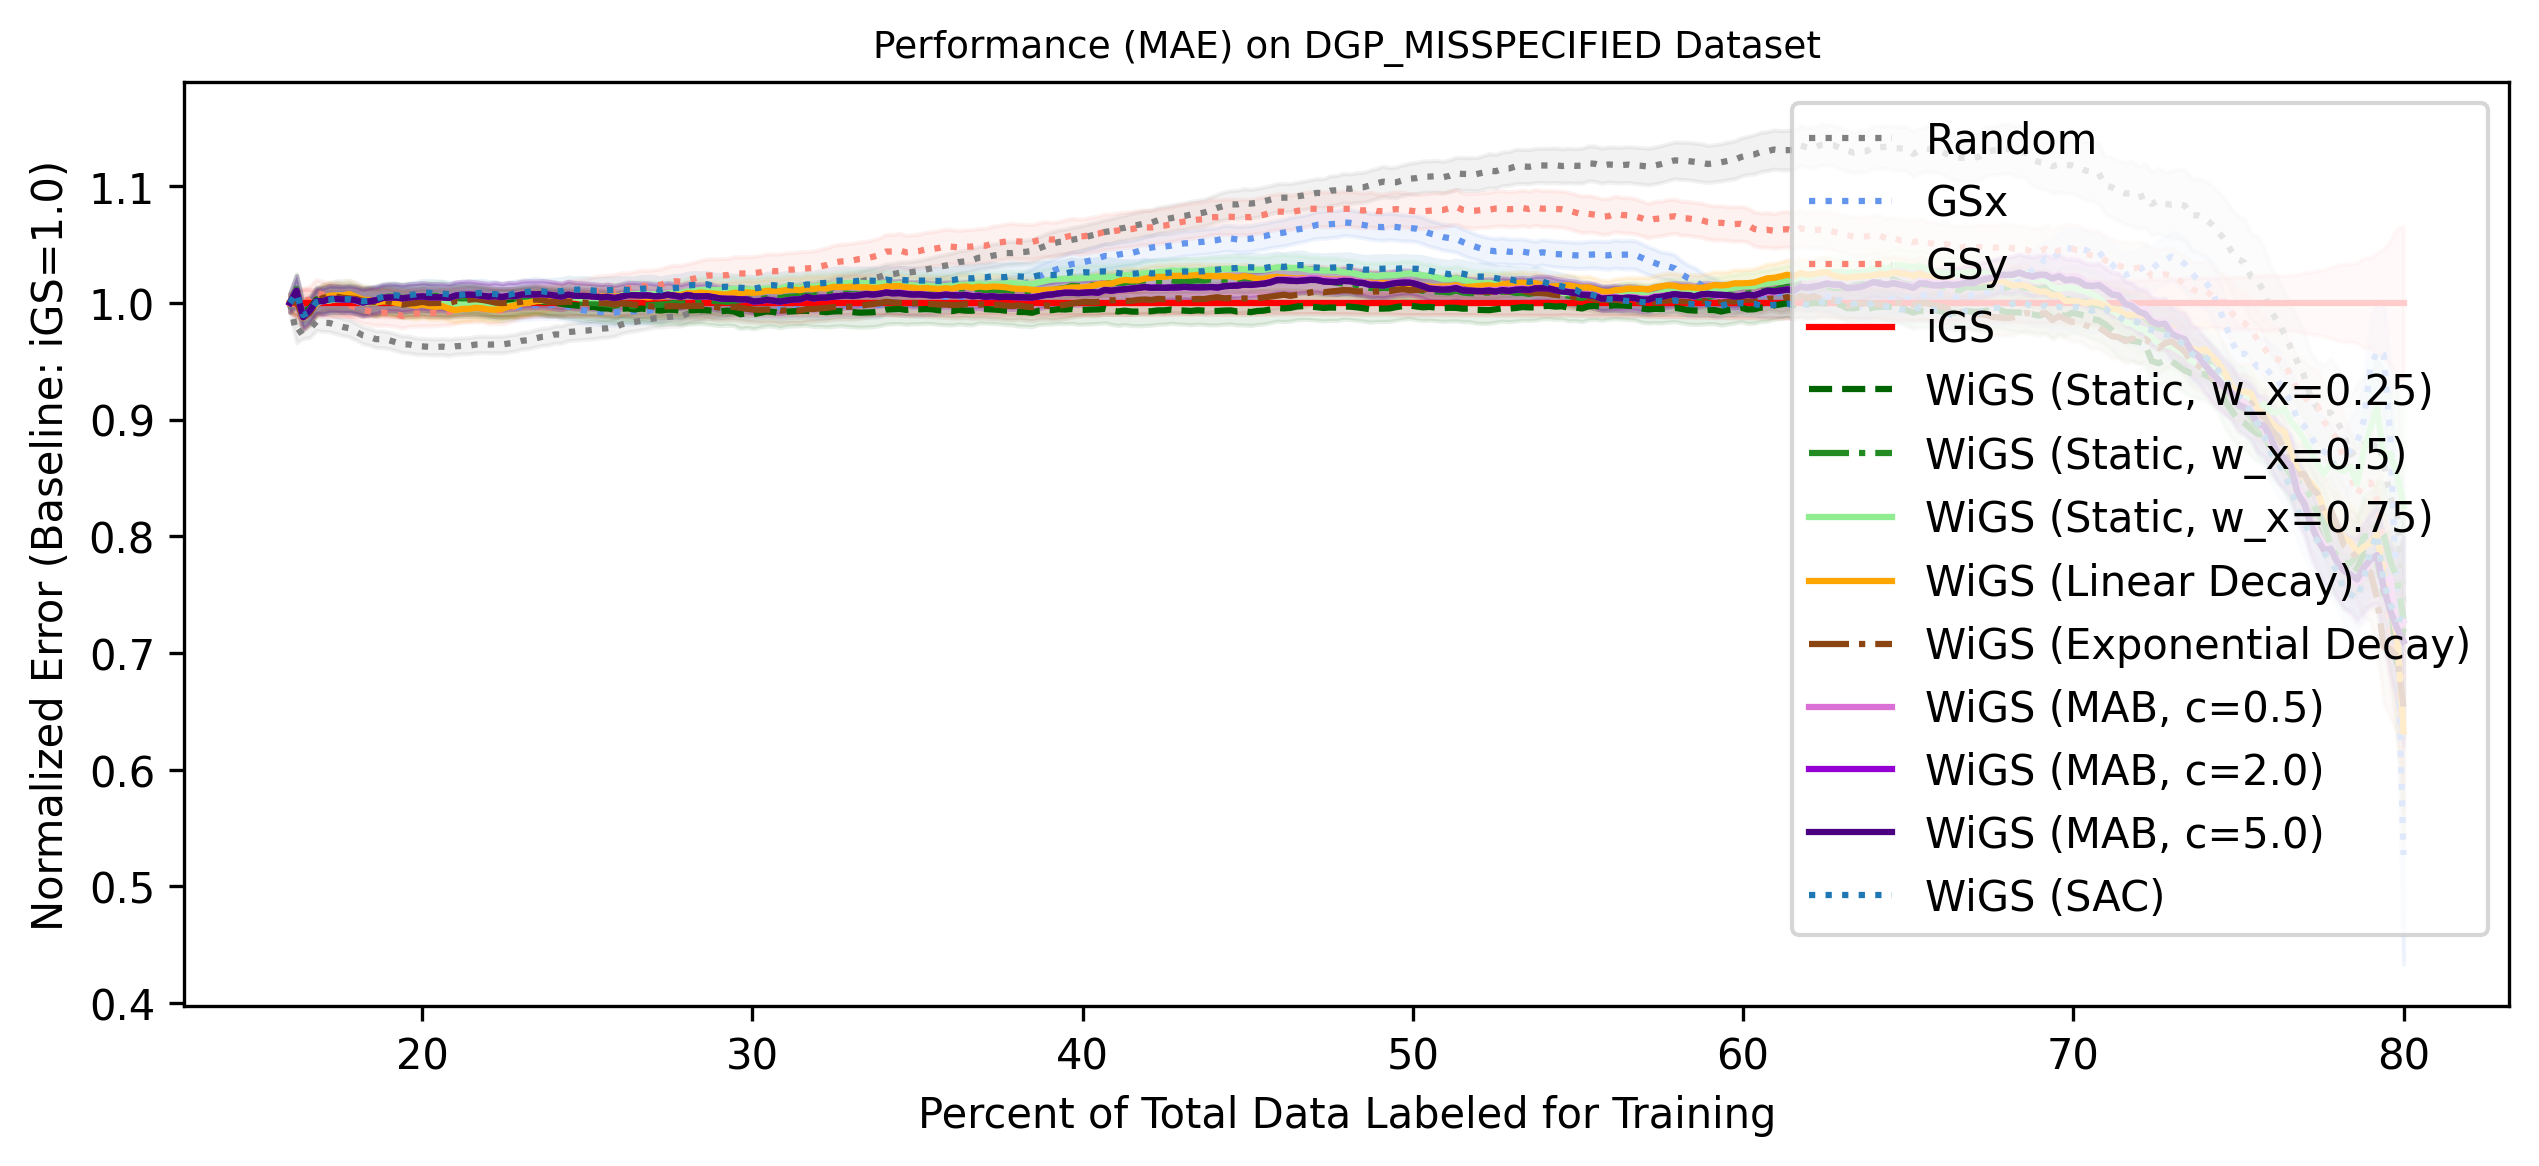 Performance (MAE) on DGP_MISSPECIFIED Dataset
Normalized Error (Baseline: iGS=1.0)
1.1
1.0
0.9
0.8
0.7
0.6
0.5
0.4
Random
GSx
GSy
iGS
WiGS (Static, w_x=0.25)
WiGS (Static, w_x=0.5)
WiGS (Static, w_x=0.75)
WiGS (Linear Decay)
WiGS (Exponential Decay)
WiGS (MAB, c=0.5)
WiGS (MAB, c=2.0)
WiGS (MAB, c=5.0)
WiGS (SAC)
20 30 40 50 60 70 80
Percent of Total Data Labeled for Training